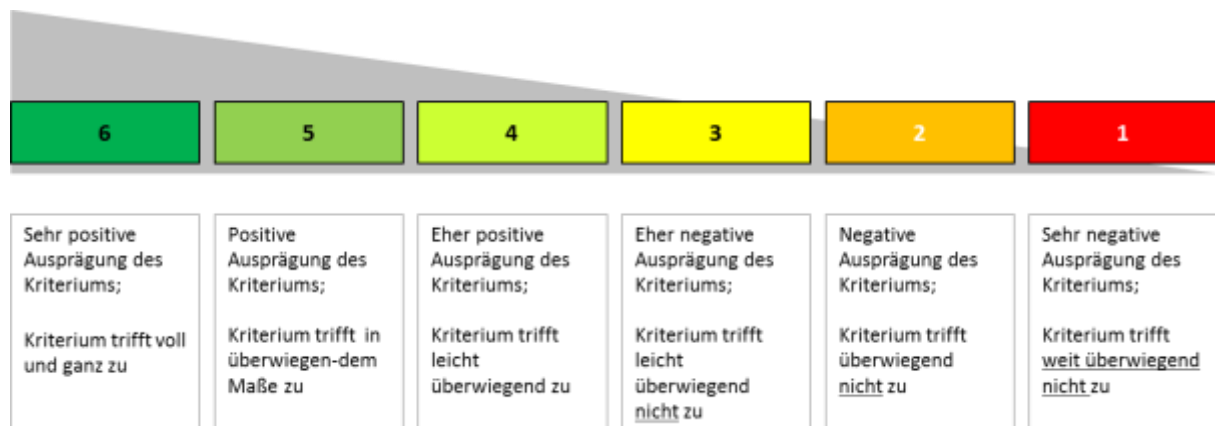 6
5
4
3
2
1
Sehr positive
Ausprägung des
Kriteriums;
Kriterium trifft voll
und ganz zu
Positive
Ausprägung des
Kriteriums;
Kriterium trifft in
überwiegen-dem
Maße zu
Eher positive
Ausprägung des
Kriteriums;
Kriterium trifft
leicht
überwiegend zu
Eher negative
Ausprägung des
Kriteriums;
Kriterium trifft
leicht
überwiegend
nicht zu
Negative
Ausprägung des
Kriteriums;
Kriterium trifft
überwiegend
nicht zu
Sehr negative
Ausprägung des
Kriteriums;
Kriterium trifft
weit überwiegend
nicht zu